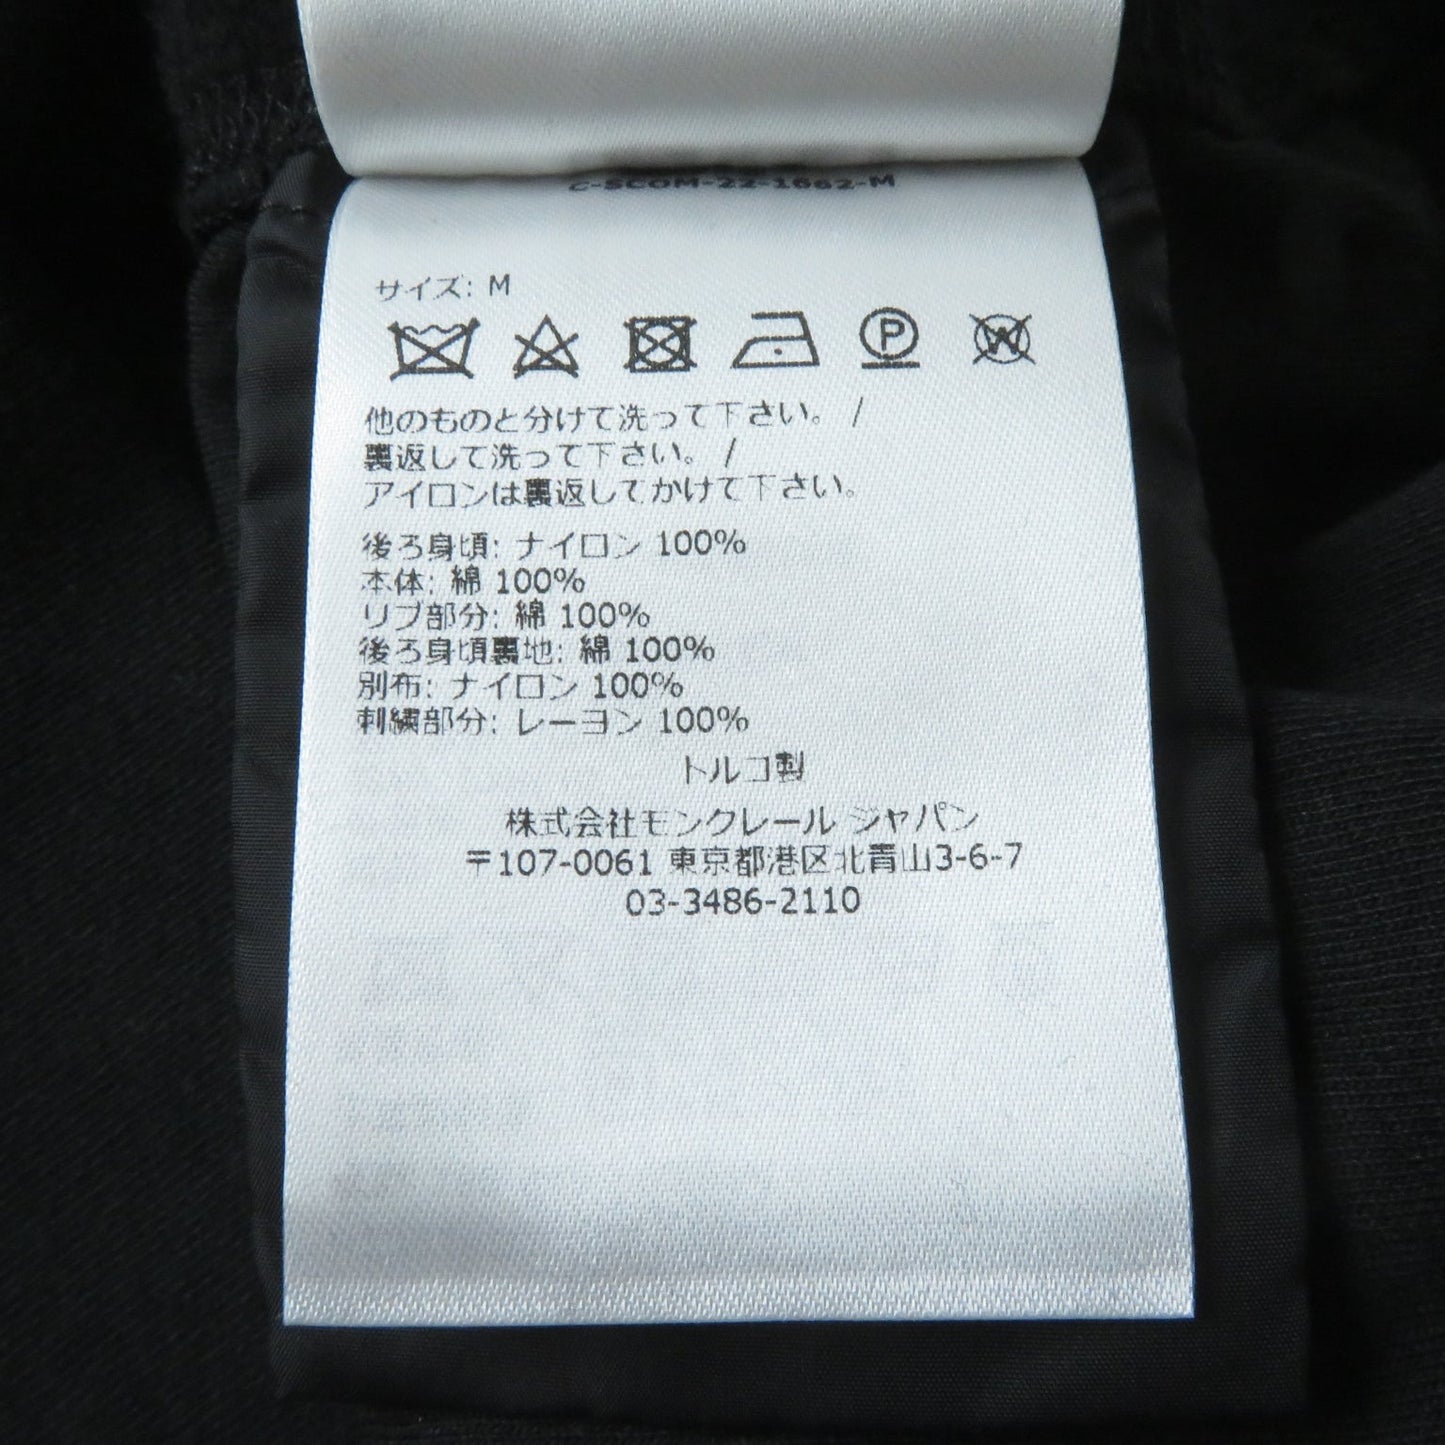 C-SCOM-22-1662-M
サイズ: M
P W
他のものと分けて洗って下さい。 /
裏返して洗って下さい。 /
アイロンは裏返してかけて下さい。
後ろ身頃: ナイロン 100%
本体: 綿 100%
リブ部分: 綿 100%
後ろ身頃裏地: 綿 100%
別布: ナイロン 100%
刺繍部分: レーヨン 100%
トルコ製
株式会社モンクレール ジャパン
〒107-0061 東京都港区北青山3-6-7
03-3486-2110